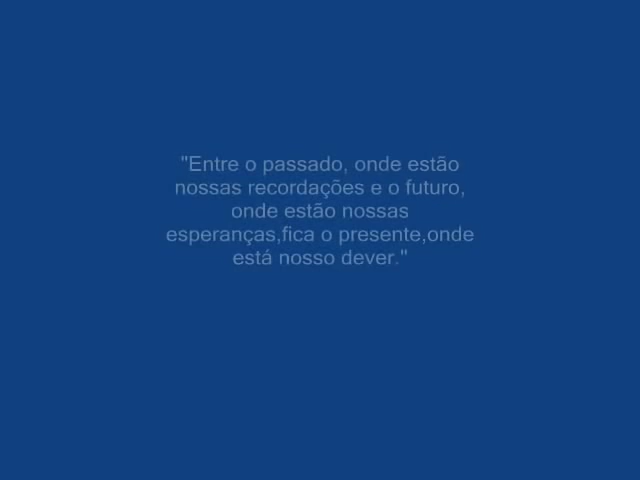 "Entre o passado, onde estão
nossas recordações e o futuro,
onde estão nossas
esperanças,fica o presente,onde
está nosso dever."